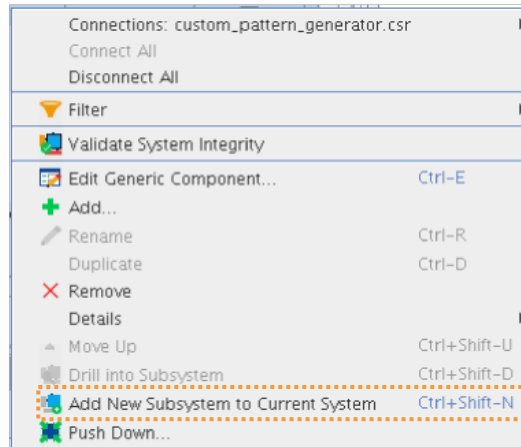 Connections: custom_pattern_generator.csr
Connect All
Disconnect All
Filter
Validate System Integrity
Edit Generic Component... Ctrl-E
Add...
Rename Ctrl-R
Duplicate Ctrl-D
Remove
Details
Move Up Ctrl+Shift-U
Drill into Subsystem Ctrl+Shift-D
Add New Subsystem to Current System Ctrl+Shift-N
Push Down...